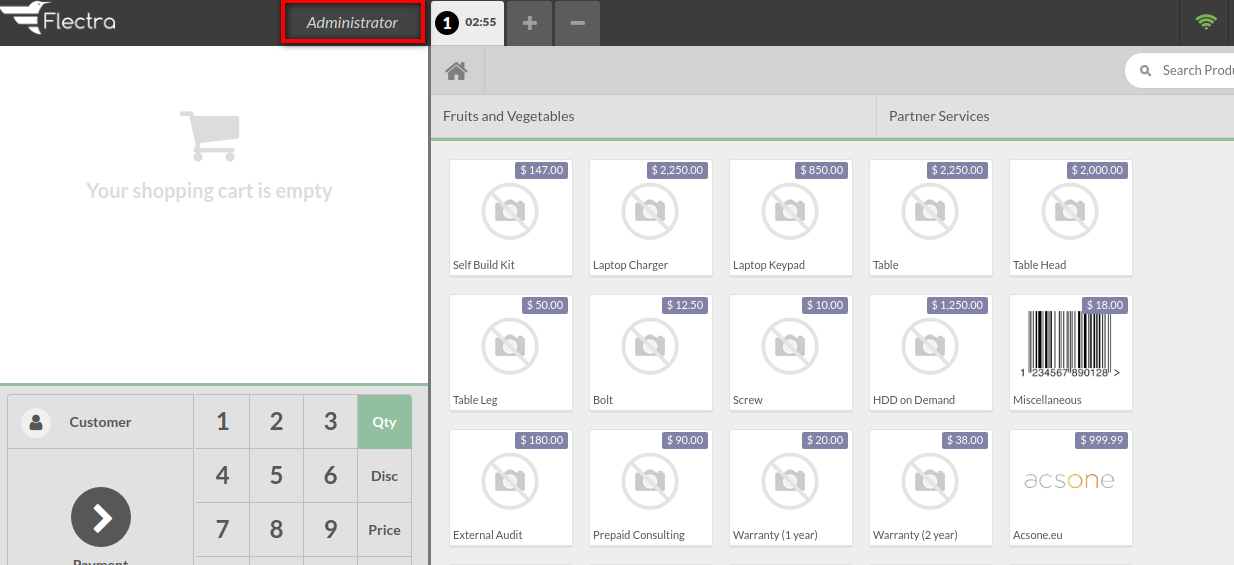 Flectra
Administrator
1 02:55
Search Produ
Fruits and Vegetables
Partner Services
Your shopping cart is empty
$ 147.00
Self Build Kit
$ 2,250.00
Laptop Charger
$ 850.00
Laptop Keypad
$ 2,250.00
Table
$ 2,000.00
Table Head
$ 50.00
Table Leg
$ 12.50
Bolt
$ 10.00
Screw
$ 1,250.00
HDD on Demand
$ 18.00
1 234567 890128 >
Miscellaneous
$ 180.00
External Audit
$ 90.00
Prepaid Consulting
$ 20.00
Warranty (1 year)
$ 38.00
Warranty (2 year)
$ 999.99
acsone
Acsone.eu
Customer
1 2 3 Qty
4 5 6 Disc
7 8 9 Price
Payment